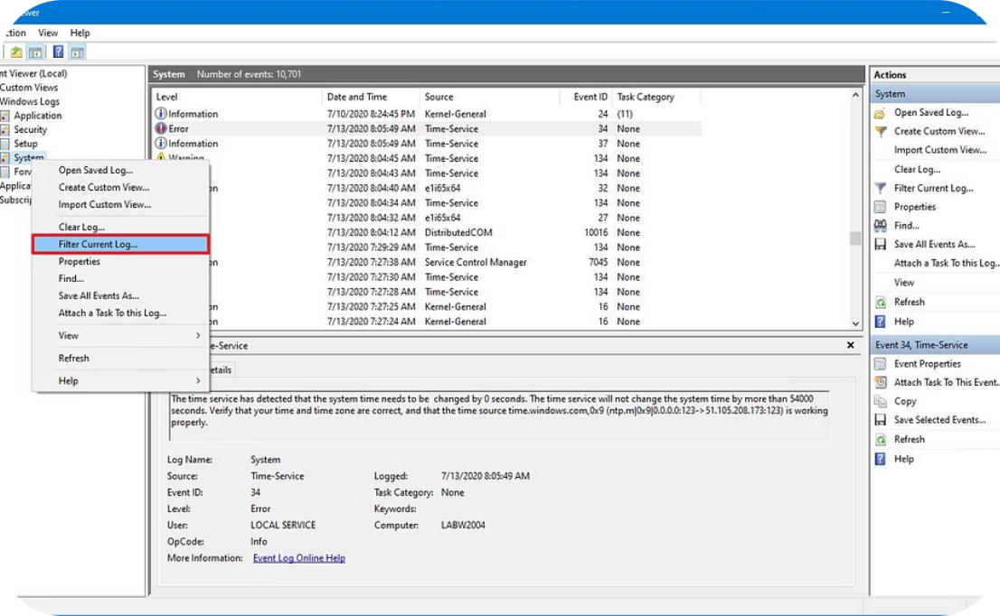 ewer
ction View Help
nt Viewer (Local)
Custom Views
Windows Logs
Application
Security
Setup
System
Forv
Applica
Subscrip
Open Saved Log...
Create Custom View...
Import Custom View...
Clear Log...
Filter Current Log...
Properties
Find...
Save All Events As...
Attach a Task To this Log...
View
Refresh
Help
System Number of events: 10,701
Level Date and Time Source Event ID Task Category
Information 7/10/2020 8:24:45 PM Kernel-General 24 (11)
Error 7/13/2020 8:05:49 AM Time-Service 34 None
Information 7/13/2020 8:05:49 AM Time-Service 37 None
Warning 7/13/2020 8:04:45 AM Time-Service 134 None
7/13/2020 8:04:43 AM Time-Service 134 None
on 7/13/2020 8:04:40 AM e1i65x64 32 None
7/13/2020 8:04:34 AM Time-Service 134 None
7/13/2020 8:04:32 AM e1i65x64 27 None
7/13/2020 8:04:12 AM DistributedCOM 10016 None
7/13/2020 7:29:29 AM Time-Service 134 None
on 7/13/2020 7:27:38 AM Service Control Manager 7045 None
7/13/2020 7:27:30 AM Time-Service 134 None
7/13/2020 7:27:28 AM Time-Service 134 None
on 7/13/2020 7:27:25 AM Kernel-General 16 None
on 7/13/2020 7:27:24 AM Kernel-General 16 None
e-Service
etails
The time service has detected that the system time needs to be changed by 0 seconds. The time service will not change the system time by more than 54000
seconds. Verify that your time and time zone are correct, and that the time source time.windows.com,0x9 (ntp.m|0x9|0.0.0.0:123->51.105.208.173:123) is working
properly.
Log Name: System
Source: Time-Service Logged: 7/13/2020 8:05:49 AM
Event ID: 34 Task Category: None
Level: Error Keywords:
User: LOCAL SERVICE Computer: LABW2004
OpCode: Info
More Information: Event Log Online Help
Actions
System
Open Saved Log...
Create Custom View...
Import Custom View...
Clear Log...
Filter Current Log...
Properties
Find...
Save All Events As...
Attach a Task To this Log...
View
Refresh
Help
Event 34, Time-Service
Event Properties
Attach Task To This Event...
Copy
Save Selected Events...
Refresh
Help